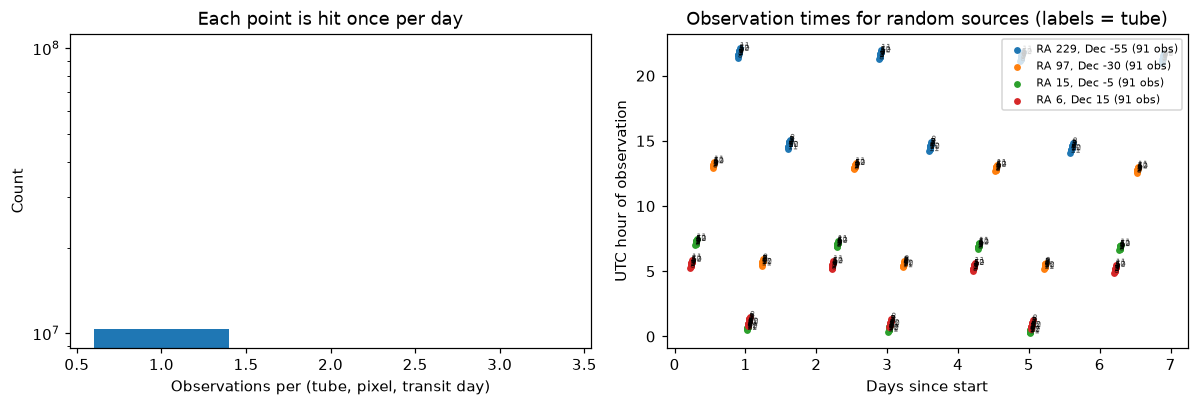 Each point is hit once per day
Count
10^8
10^7
0.5 1.0 1.5 2.0 2.5 3.0 3.5
Observations per (tube, pixel, transit day)
Observation times for random sources (labels = tube)
UTC hour of observation
20
15
10
5
0
RA 229, Dec -55 (91 obs)
RA 97, Dec -30 (91 obs)
RA 15, Dec -5 (91 obs)
RA 6, Dec 15 (91 obs)
0 1 2 3 4 5 6 7
Days since start